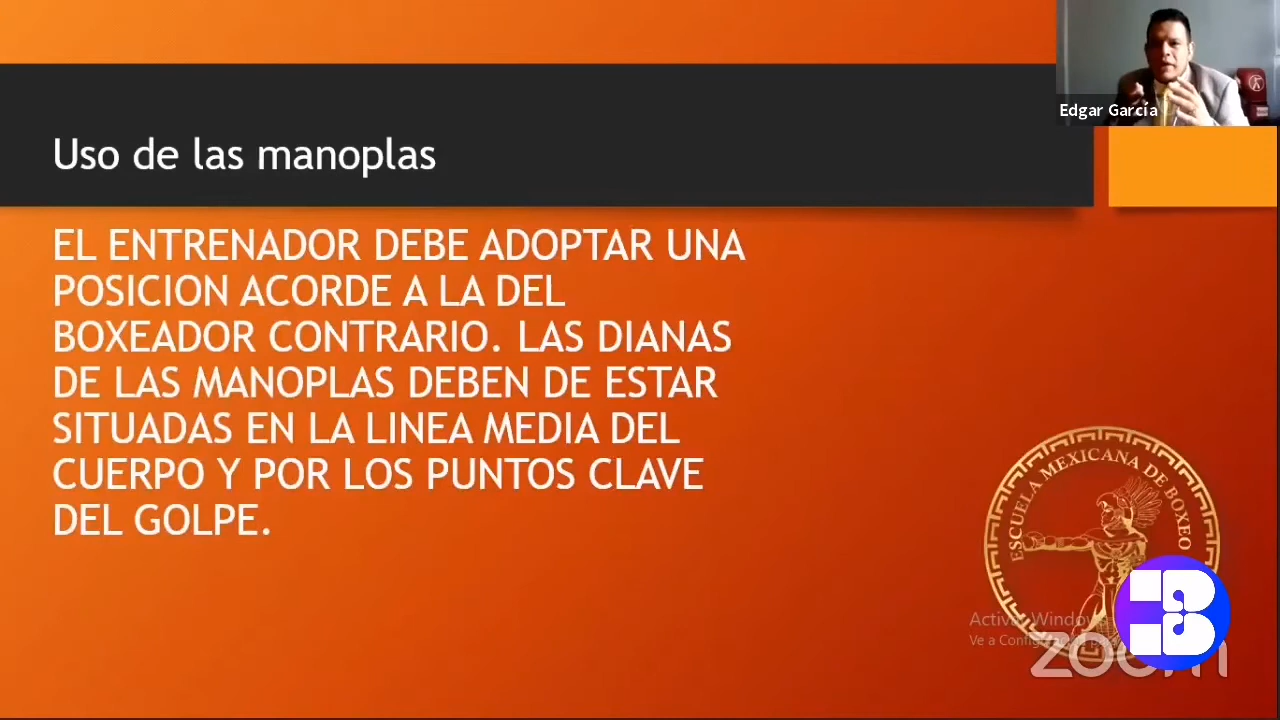 Edgar García
Uso de las manoplas
EL ENTRENADOR DEBE ADOPTAR UNA
POSICION ACORDE A LA DEL
BOXEADOR CONTRARIO. LAS DIANAS
DE LAS MANOPLAS DEBEN DE ESTAR
SITUADAS EN LA LINEA MEDIA DEL
CUERPO Y POR LOS PUNTOS CLAVE
DEL GOLPE.
ESCUELA MEXICANA DE BOXEO
Ve a
zoom